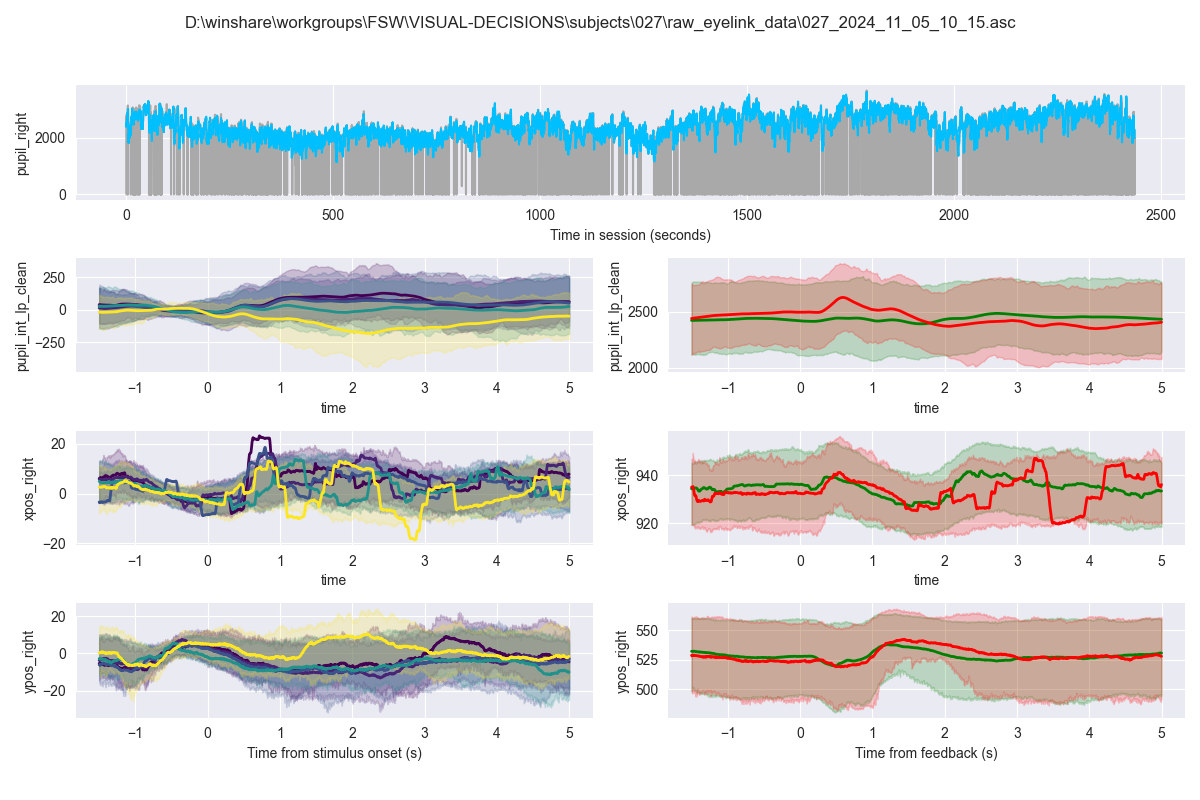 D:\winshare\workgroups\FSW\VISUAL-DECISIONS\subjects\027\raw_eyelink_data\027_2024_11_05_10_15.asc
pupil_right
2000
0
0 500 1000 1500 2000 2500
Time in session (seconds)
pupil_int_lp_clean
250
0
−250
−1 0 1 2 3 4 5
time
pupil_int_lp_clean
2500
2000
−1 0 1 2 3 4 5
time
xpos_right
20
0
−20
−1 0 1 2 3 4 5
time
xpos_right
940
920
−1 0 1 2 3 4 5
time
ypos_right
20
0
−20
−1 0 1 2 3 4 5
Time from stimulus onset (s)
ypos_right
550
525
500
−1 0 1 2 3 4 5
Time from feedback (s)